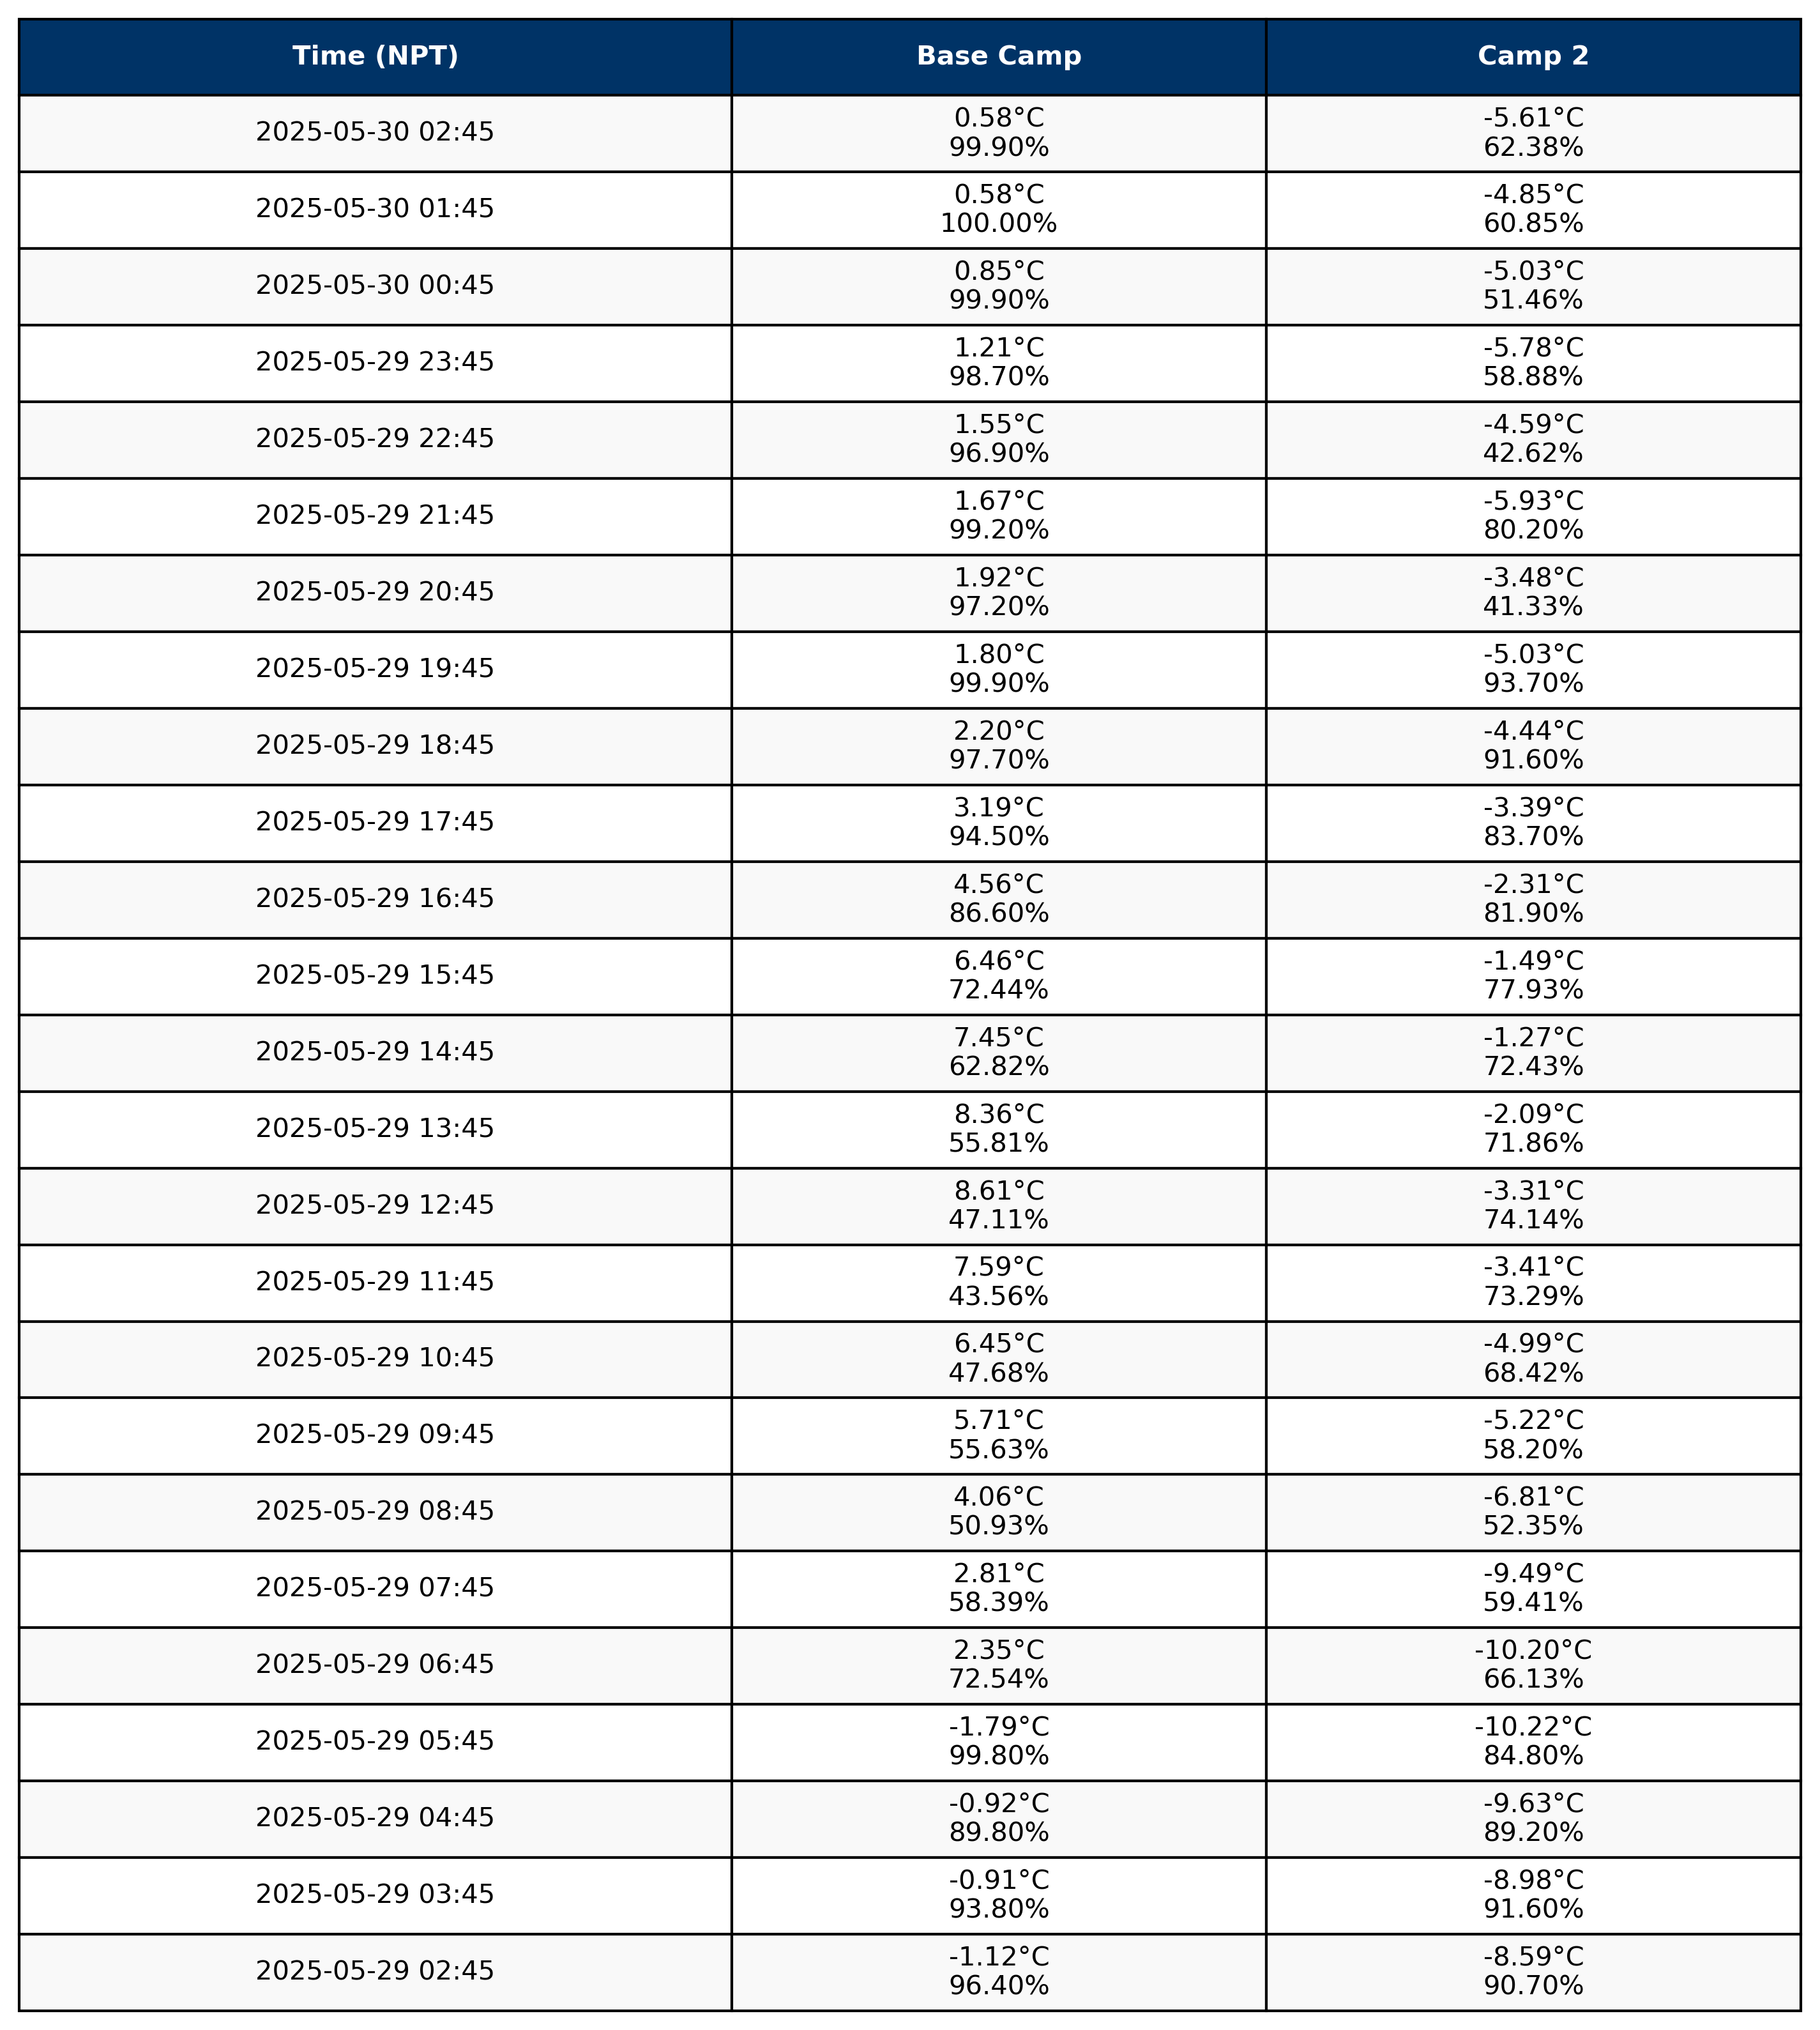 Time (NPT) Base Camp Camp 2
2025-05-30 02:45 0.58°C -5.61°C
99.90% 62.38%
2025-05-30 01:45 0.58°C -4.85°C
100.00% 60.85%
2025-05-30 00:45 0.85°C -5.03°C
99.90% 51.46%
2025-05-29 23:45 1.21°C -5.78°C
98.70% 58.88%
2025-05-29 22:45 1.55°C -4.59°C
96.90% 42.62%
2025-05-29 21:45 1.67°C -5.93°C
99.20% 80.20%
2025-05-29 20:45 1.92°C -3.48°C
97.20% 41.33%
2025-05-29 19:45 1.80°C -5.03°C
99.90% 93.70%
2025-05-29 18:45 2.20°C -4.44°C
97.70% 91.60%
2025-05-29 17:45 3.19°C -3.39°C
94.50% 83.70%
2025-05-29 16:45 4.56°C -2.31°C
86.60% 81.90%
2025-05-29 15:45 6.46°C -1.49°C
72.44% 77.93%
2025-05-29 14:45 7.45°C -1.27°C
62.82% 72.43%
2025-05-29 13:45 8.36°C -2.09°C
55.81% 71.86%
2025-05-29 12:45 8.61°C -3.31°C
47.11% 74.14%
2025-05-29 11:45 7.59°C -3.41°C
43.56% 73.29%
2025-05-29 10:45 6.45°C -4.99°C
47.68% 68.42%
2025-05-29 09:45 5.71°C -5.22°C
55.63% 58.20%
2025-05-29 08:45 4.06°C -6.81°C
50.93% 52.35%
2025-05-29 07:45 2.81°C -9.49°C
58.39% 59.41%
2025-05-29 06:45 2.35°C -10.20°C
72.54% 66.13%
2025-05-29 05:45 -1.79°C -10.22°C
99.80% 84.80%
2025-05-29 04:45 -0.92°C -9.63°C
89.80% 89.20%
2025-05-29 03:45 -0.91°C -8.98°C
93.80% 91.60%
2025-05-29 02:45 -1.12°C -8.59°C
96.40% 90.70%